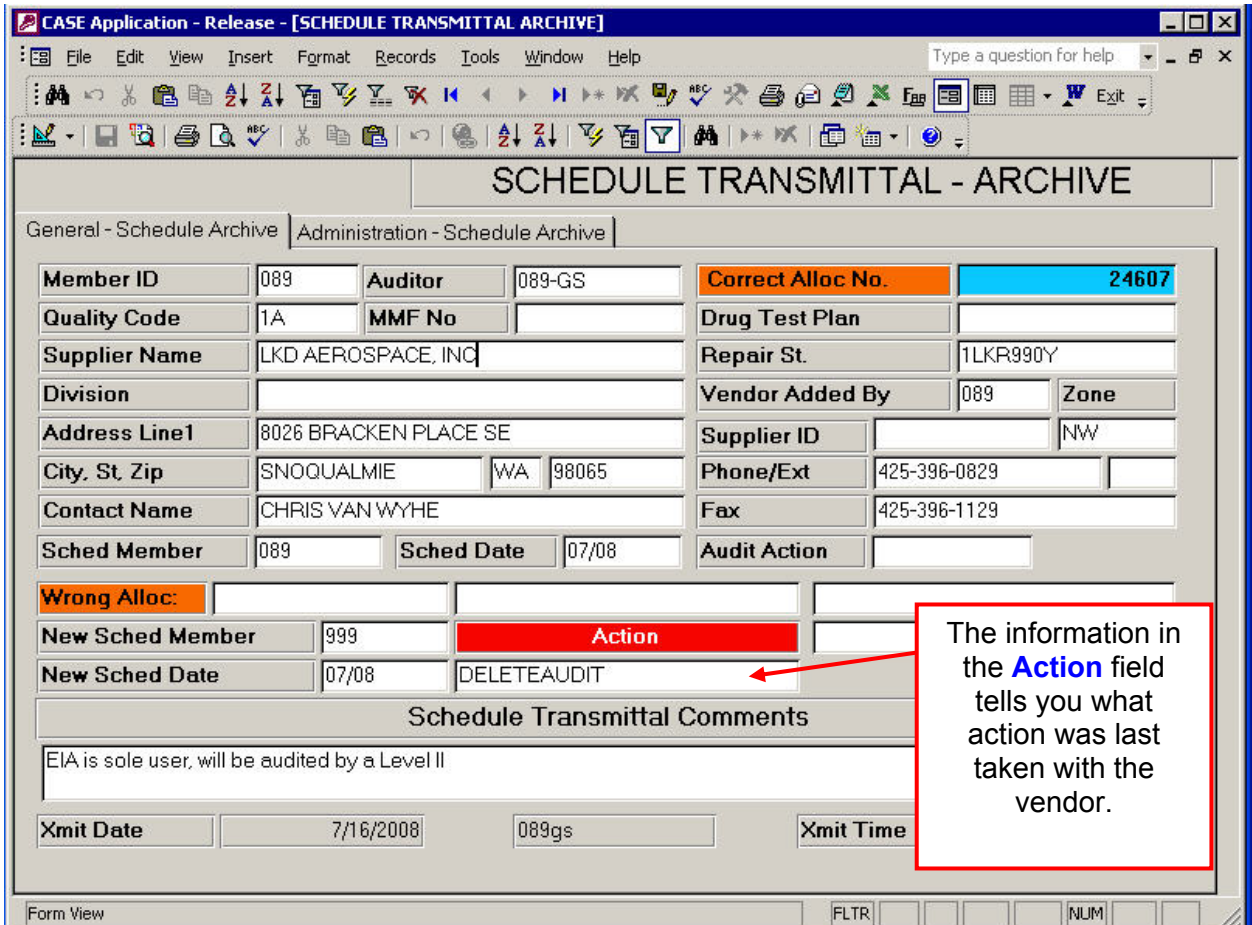 CASE Application - Release - [SCHEDULE TRANSMITTAL ARCHIVE]
File Edit View Insert Format Records Tools Window Help Type a question for help
Exit
SCHEDULE TRANSMITTAL - ARCHIVE
General - Schedule Archive Administration - Schedule Archive
Member ID 089 Auditor 089-GS Correct Alloc No. 24607
Quality Code 1A MMF No Drug Test Plan
Supplier Name LKD AEROSPACE, INC Repair St. 1LKR990Y
Division Vendor Added By 089 Zone
Address Line1 8026 BRACKEN PLACE SE Supplier ID NW
City, St, Zip SNOQUALMIE WA 98065 Phone/Ext 425-396-0829
Contact Name CHRIS VAN WYHE Fax 425-396-1129
Sched Member 089 Sched Date 07/08 Audit Action
Wrong Alloc:
New Sched Member 999 Action
New Sched Date 07/08 DELETEAUDIT
The information in
the Action field
tells you what
action was last
taken with the
vendor.
Schedule Transmittal Comments
EIA is sole user, will be audited by a Level II
Xmit Date 7/16/2008 089gs Xmit Time
Form View FLTR NUM